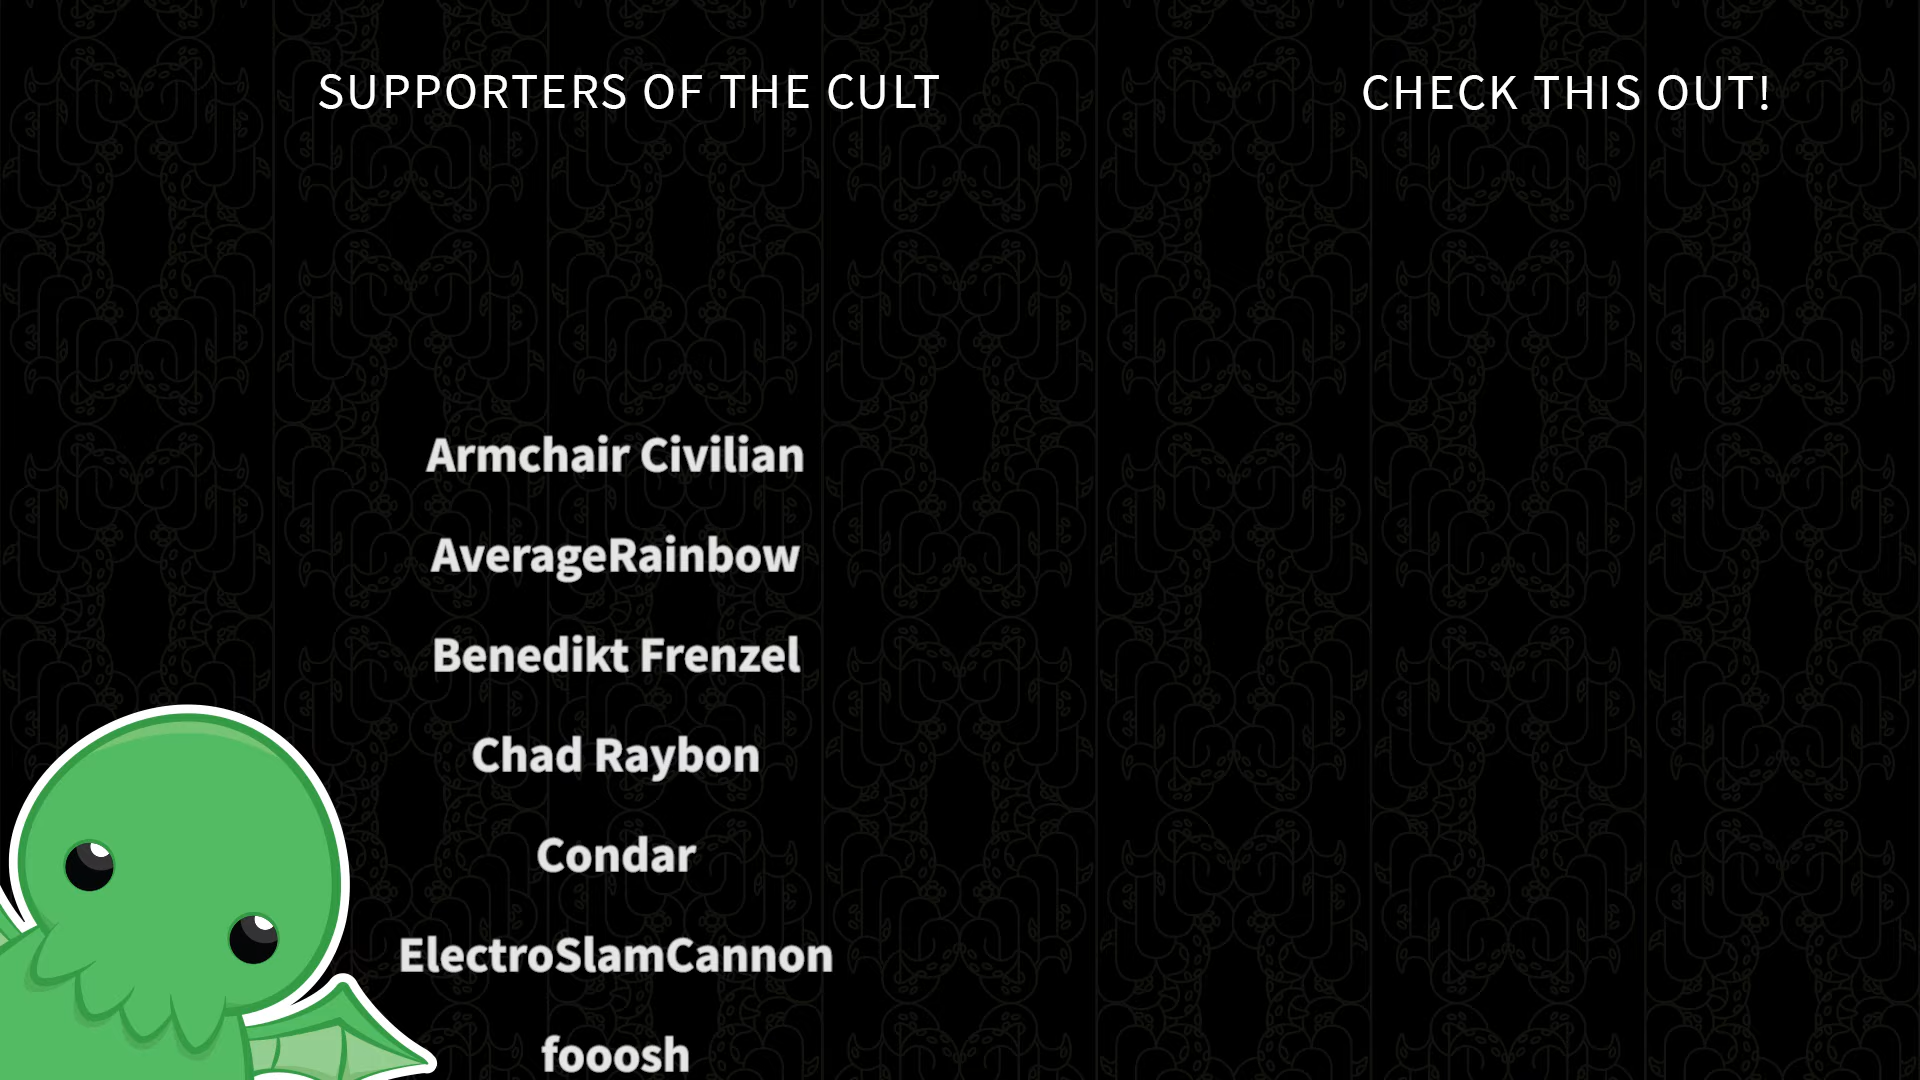 SUPPORTERS OF THE CULT
CHECK THIS OUT!
Armchair Civilian
AverageRainbow
Benedikt Frenzel
Chad Raybon
Condar
ElectroSlamCannon
fooosh